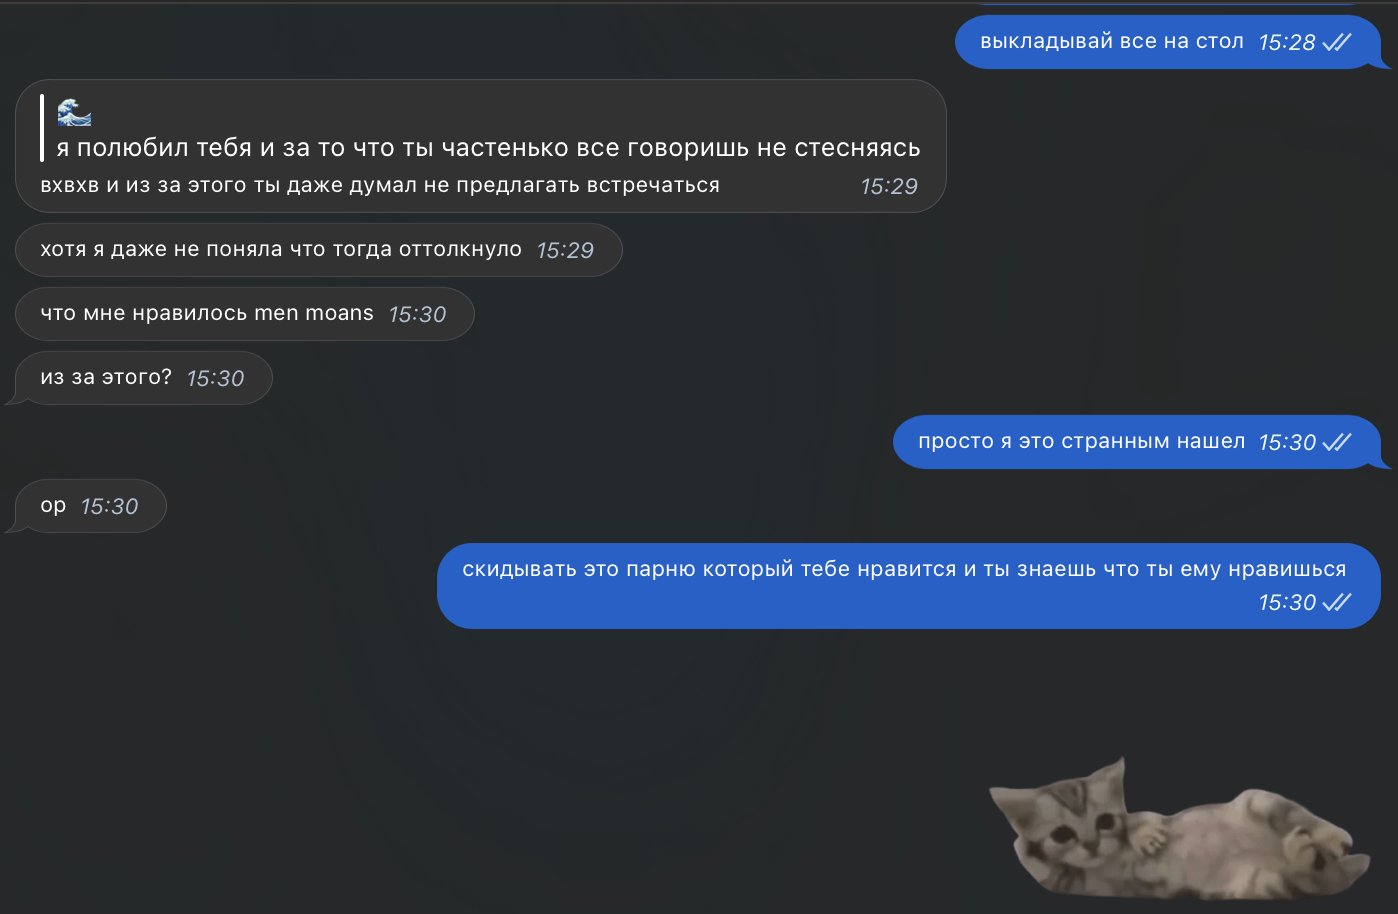 выкладывай все на стол 15:28
🌊
я полюбил тебя и за то что ты частенько все говоришь не стесняясь
вхвхв и из за этого ты даже думал не предлагать встречаться 15:29
хотя я даже не поняла что тогда оттолкнуло 15:29
что мне нравилось men moans 15:30
из за этого? 15:30
просто я это странным нашел 15:30
ор 15:30
скидывать это парню который тебе нравится и ты знаешь что ты ему нравишься
15:30